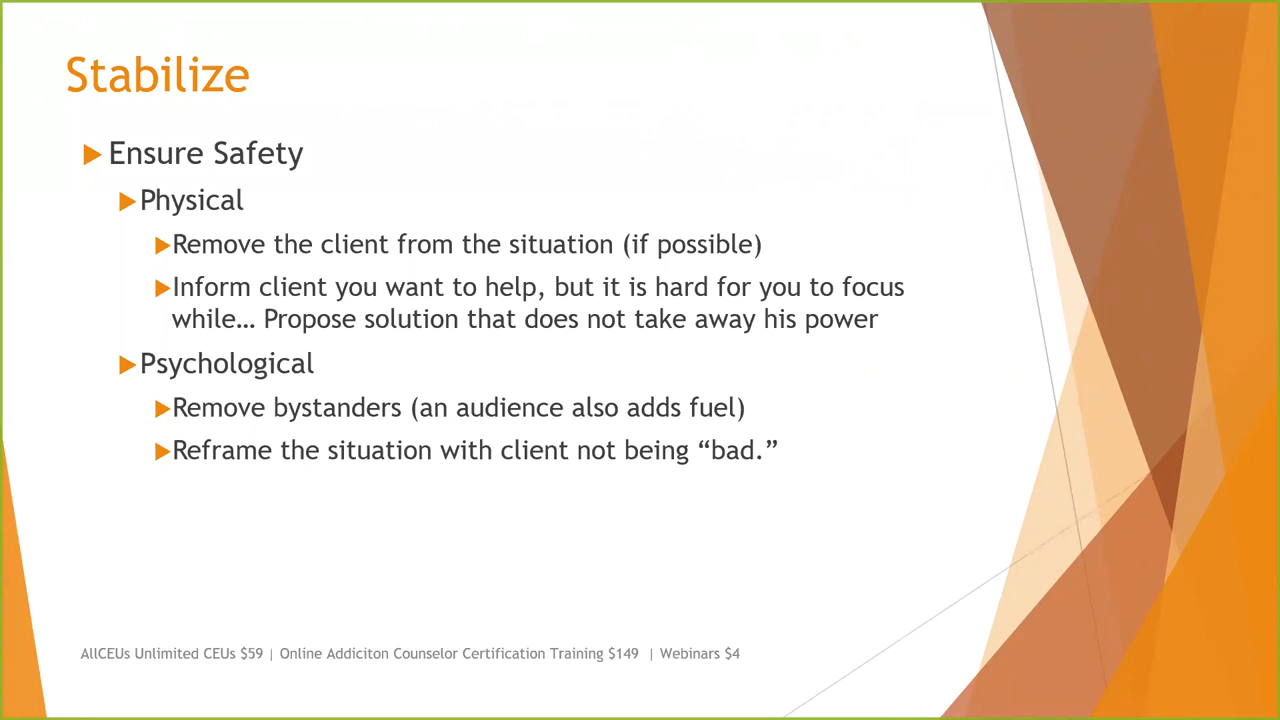 Stabilize
Ensure Safety
Physical
Remove the client from the situation (if possible)
Inform client you want to help, but it is hard for you to focus
while… Propose solution that does not take away his power
Psychological
Remove bystanders (an audience also adds fuel)
Reframe the situation with client not being “bad.”
AllCEUs Unlimited CEUs $59 | Online Addiciton Counselor Certification Training $149 | Webinars $4